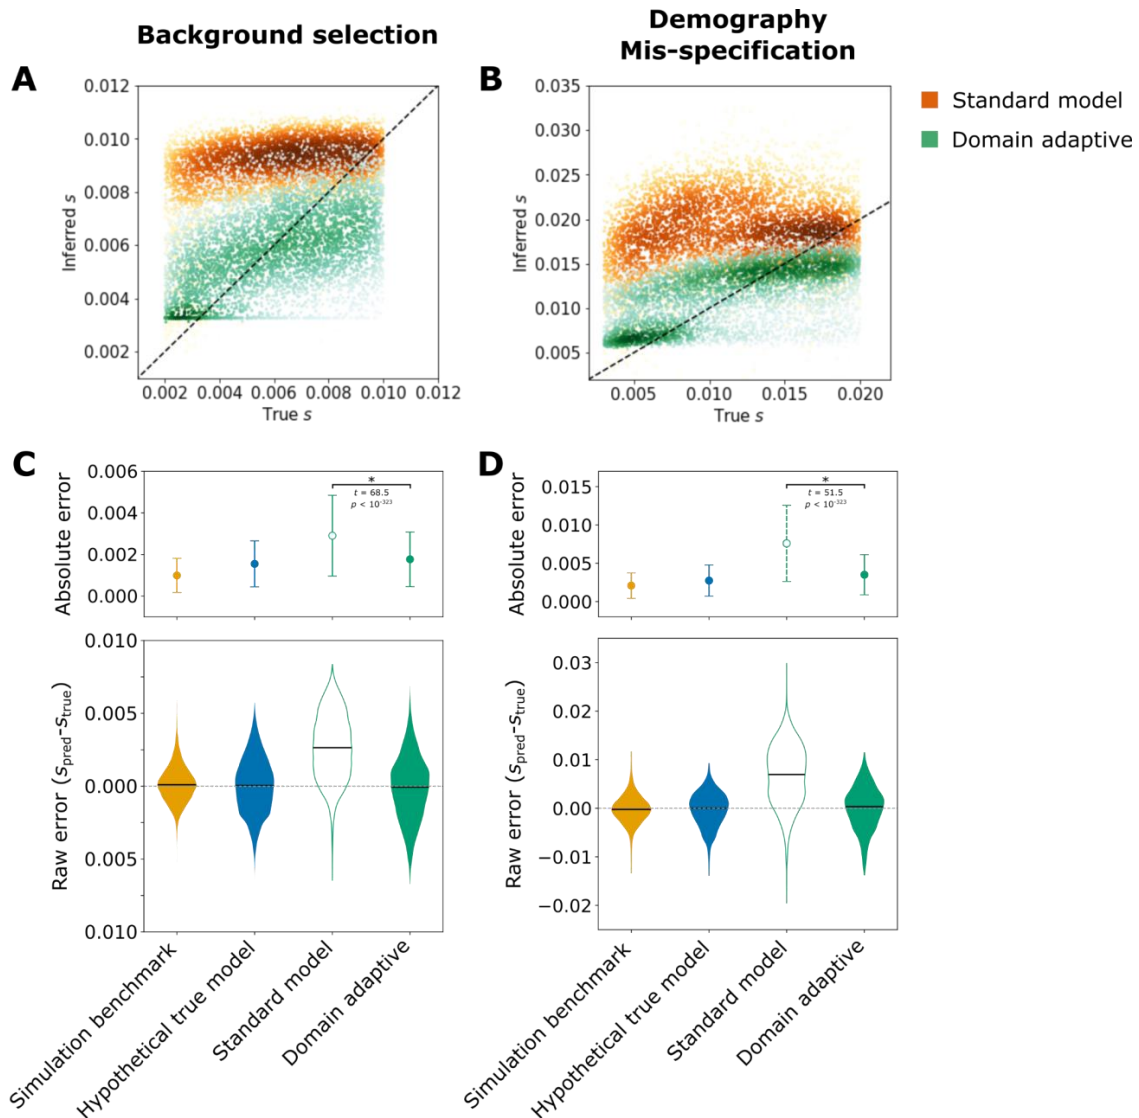 Background selection
Demography
Mis-specification
A
B
Standard model
Domain adaptive
0.012
0.010
0.008
0.006
0.004
0.002
Inferred s
0.002 0.004 0.006 0.008 0.010 0.012
True s
0.035
0.030
0.025
0.020
0.015
0.010
0.005
Inferred s
0.005 0.010 0.015 0.020
True s
C
0.006
0.004
0.002
0.000
Absolute error
*
t = 68.5
p < 10⁻³²³
0.010
0.005
0.000
0.005
0.010
Raw error (s_pred-s_true)
Simulation benchmark
Hypothetical true model
Standard model
Domain adaptive
D
0.015
0.010
0.005
0.000
Absolute error
*
t = 51.5
p < 10⁻³²³
0.03
0.02
0.01
0.00
−0.01
−0.02
Raw error (s_pred-s_true)
Simulation benchmark
Hypothetical true model
Standard model
Domain adaptive